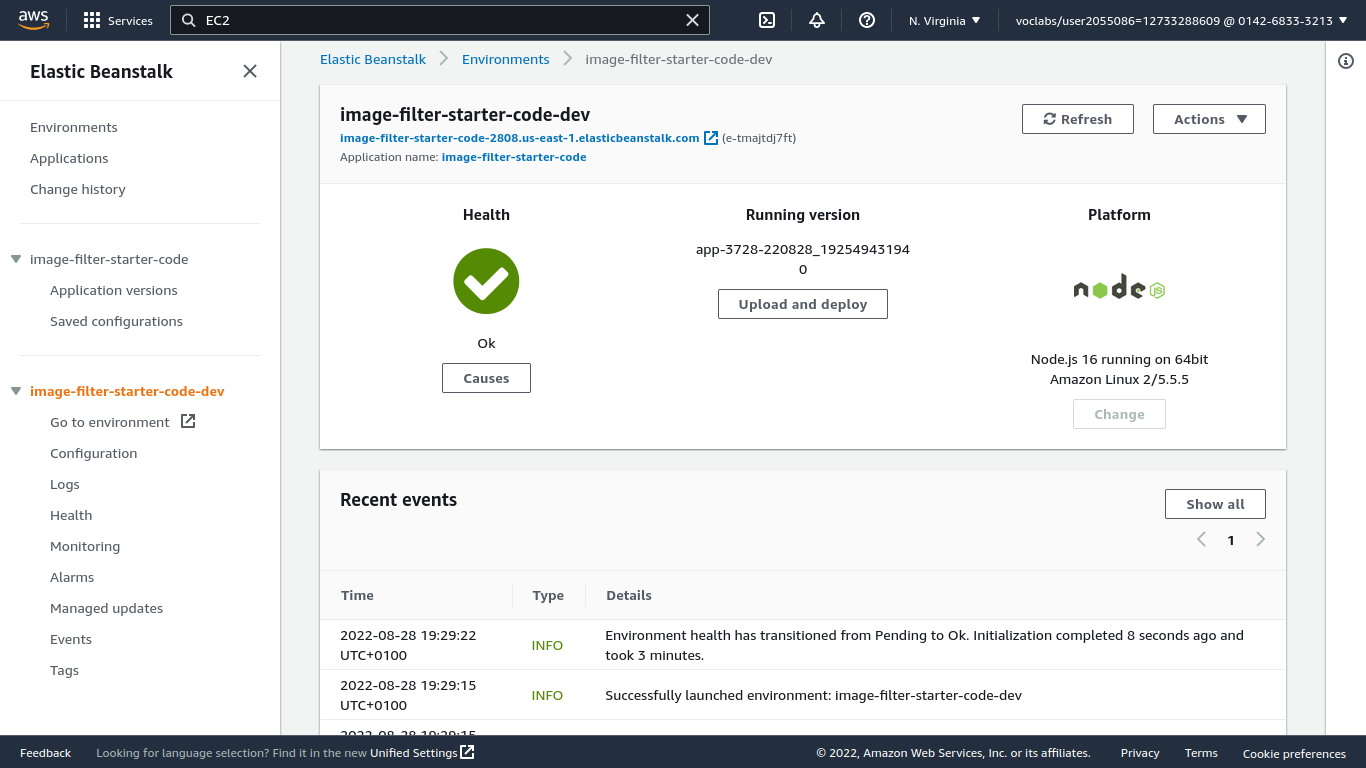 aws
Services
EC2
N. Virginia
voclabs/user2055086=12733288609 @ 0142-6833-3213
Elastic Beanstalk
Environments
Applications
Change history
image-filter-starter-code
Application versions
Saved configurations
image-filter-starter-code-dev
Go to environment
Configuration
Logs
Health
Monitoring
Alarms
Managed updates
Events
Tags
Elastic Beanstalk
Environments
image-filter-starter-code-dev
image-filter-starter-code-dev
image-filter-starter-code-2808.us-east-1.elasticbeanstalk.com (e-tmajtdj7ft)
Application name: image-filter-starter-code
Refresh
Actions
Health
Ok
Causes
Running version
app-3728-220828_19254943194
0
Upload and deploy
Platform
node JS
Node.js 16 running on 64bit
Amazon Linux 2/5.5.5
Change
Recent events
Show all
1
Time Type Details
2022-08-28 19:29:22
UTC+0100
INFO
Environment health has transitioned from Pending to Ok. Initialization completed 8 seconds ago and
took 3 minutes.
2022-08-28 19:29:15
UTC+0100
INFO
Successfully launched environment: image-filter-starter-code-dev
2022-08-28 19:29:15
Feedback
Looking for language selection? Find it in the new Unified Settings
© 2022, Amazon Web Services, Inc. or its affiliates.
Privacy
Terms
Cookie preferences